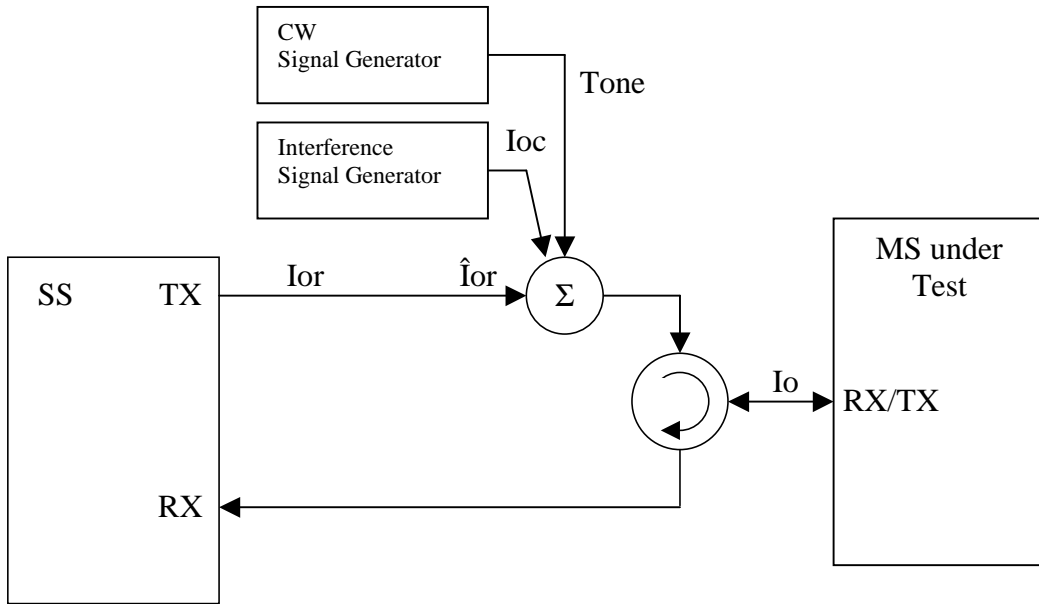 CW
Signal Generator
Tone
Interference
Signal Generator
Ioc
SS
TX
Ior
Îor
Σ
MS under
Test
Io
RX/TX
RX